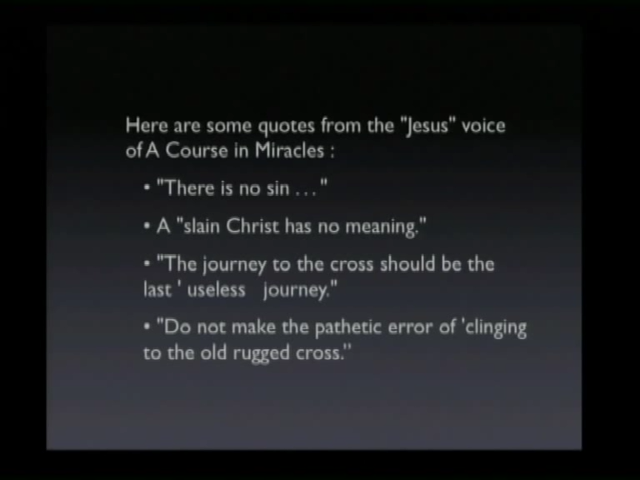 Here are some quotes from the "Jesus" voice
of A Course in Miracles :
• "There is no sin ..."
• A "slain Christ has no meaning."
• "The journey to the cross should be the
last ' useless journey."
• "Do not make the pathetic error of 'clinging
to the old rugged cross."